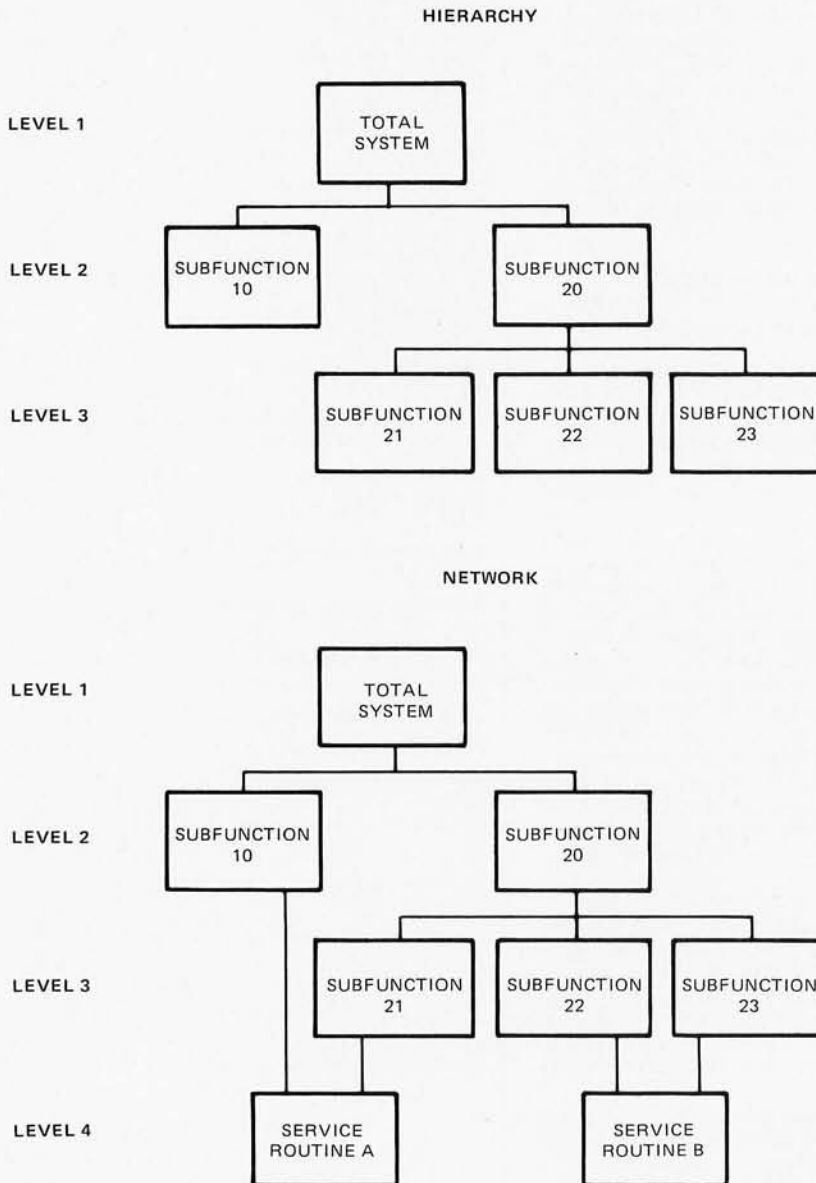 HIERARCHY
LEVEL 1
TOTAL
SYSTEM
LEVEL 2
SUBFUNCTION
10
SUBFUNCTION
20
LEVEL 3
SUBFUNCTION
21
SUBFUNCTION
22
SUBFUNCTION
23
NETWORK
LEVEL 1
TOTAL
SYSTEM
LEVEL 2
SUBFUNCTION
10
SUBFUNCTION
20
LEVEL 3
SUBFUNCTION
21
SUBFUNCTION
22
SUBFUNCTION
23
LEVEL 4
SERVICE
ROUTINE A
SERVICE
ROUTINE B